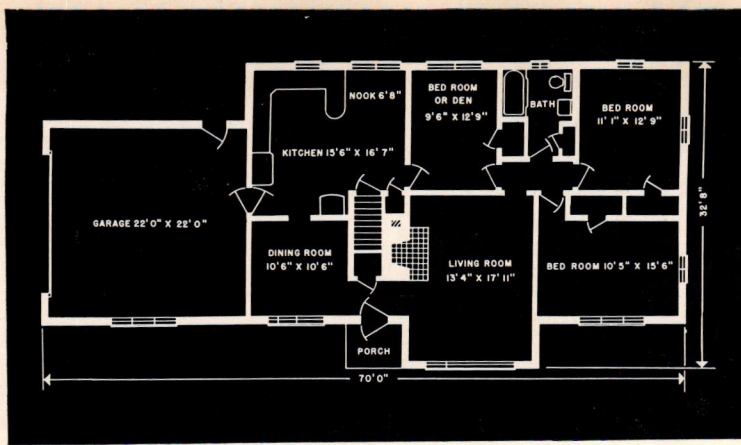 NOOK 6'8"
BED ROOM
OR DEN
9'6" X 12'9"
BATH
BED ROOM
11'1" X 12'9"
KITCHEN 15'6" X 16'7"
GARAGE 22'0" X 22'0"
DINING ROOM
10'6" X 10'6"
LIVING ROOM
13'4" X 17'11"
BED ROOM 10'5" X 15'6"
32'8"
PORCH
70'0"